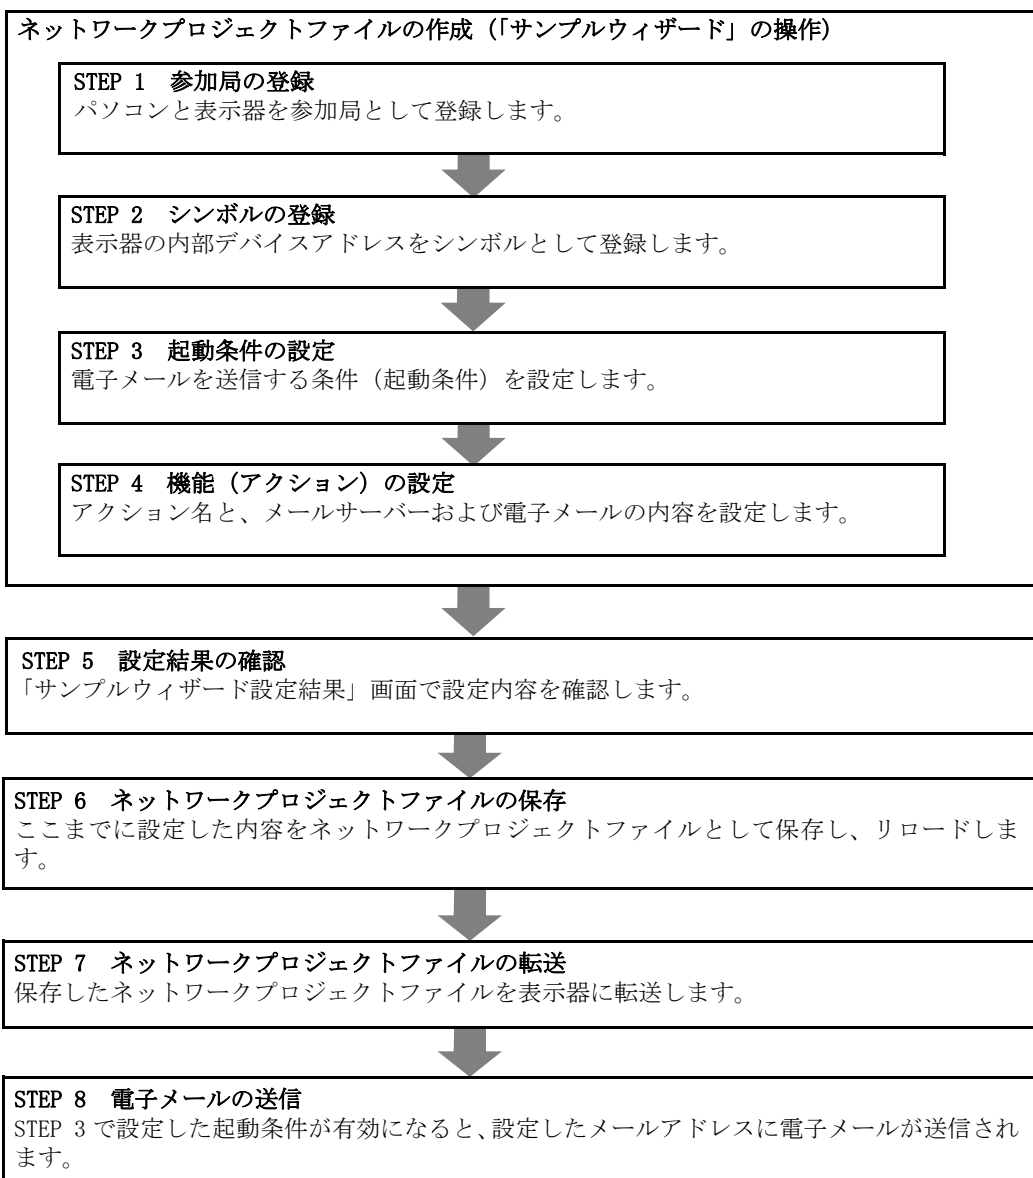 ネットワークプロジェクトファイルの作成（「サンプルウィザード」の操作）
STEP 1　参加局の登録
パソコンと表示器を参加局として登録します。
STEP 2　シンボルの登録
表示器の内部デバイスアドレスをシンボルとして登録します。
STEP 3　起動条件の設定
電子メールを送信する条件（起動条件）を設定します。
STEP 4　機能（アクション）の設定
アクション名と、メールサーバーおよび電子メールの内容を設定します。
STEP 5　設定結果の確認
「サンプルウィザード設定結果」画面で設定内容を確認します。
STEP 6　ネットワークプロジェクトファイルの保存
ここまでに設定した内容をネットワークプロジェクトファイルとして保存し、リロードしま
す。
STEP 7　ネットワークプロジェクトファイルの転送
保存したネットワークプロジェクトファイルを表示器に転送します。
STEP 8　電子メールの送信
STEP 3で設定した起動条件が有効になると、設定したメールアドレスに電子メールが送信され
ます。